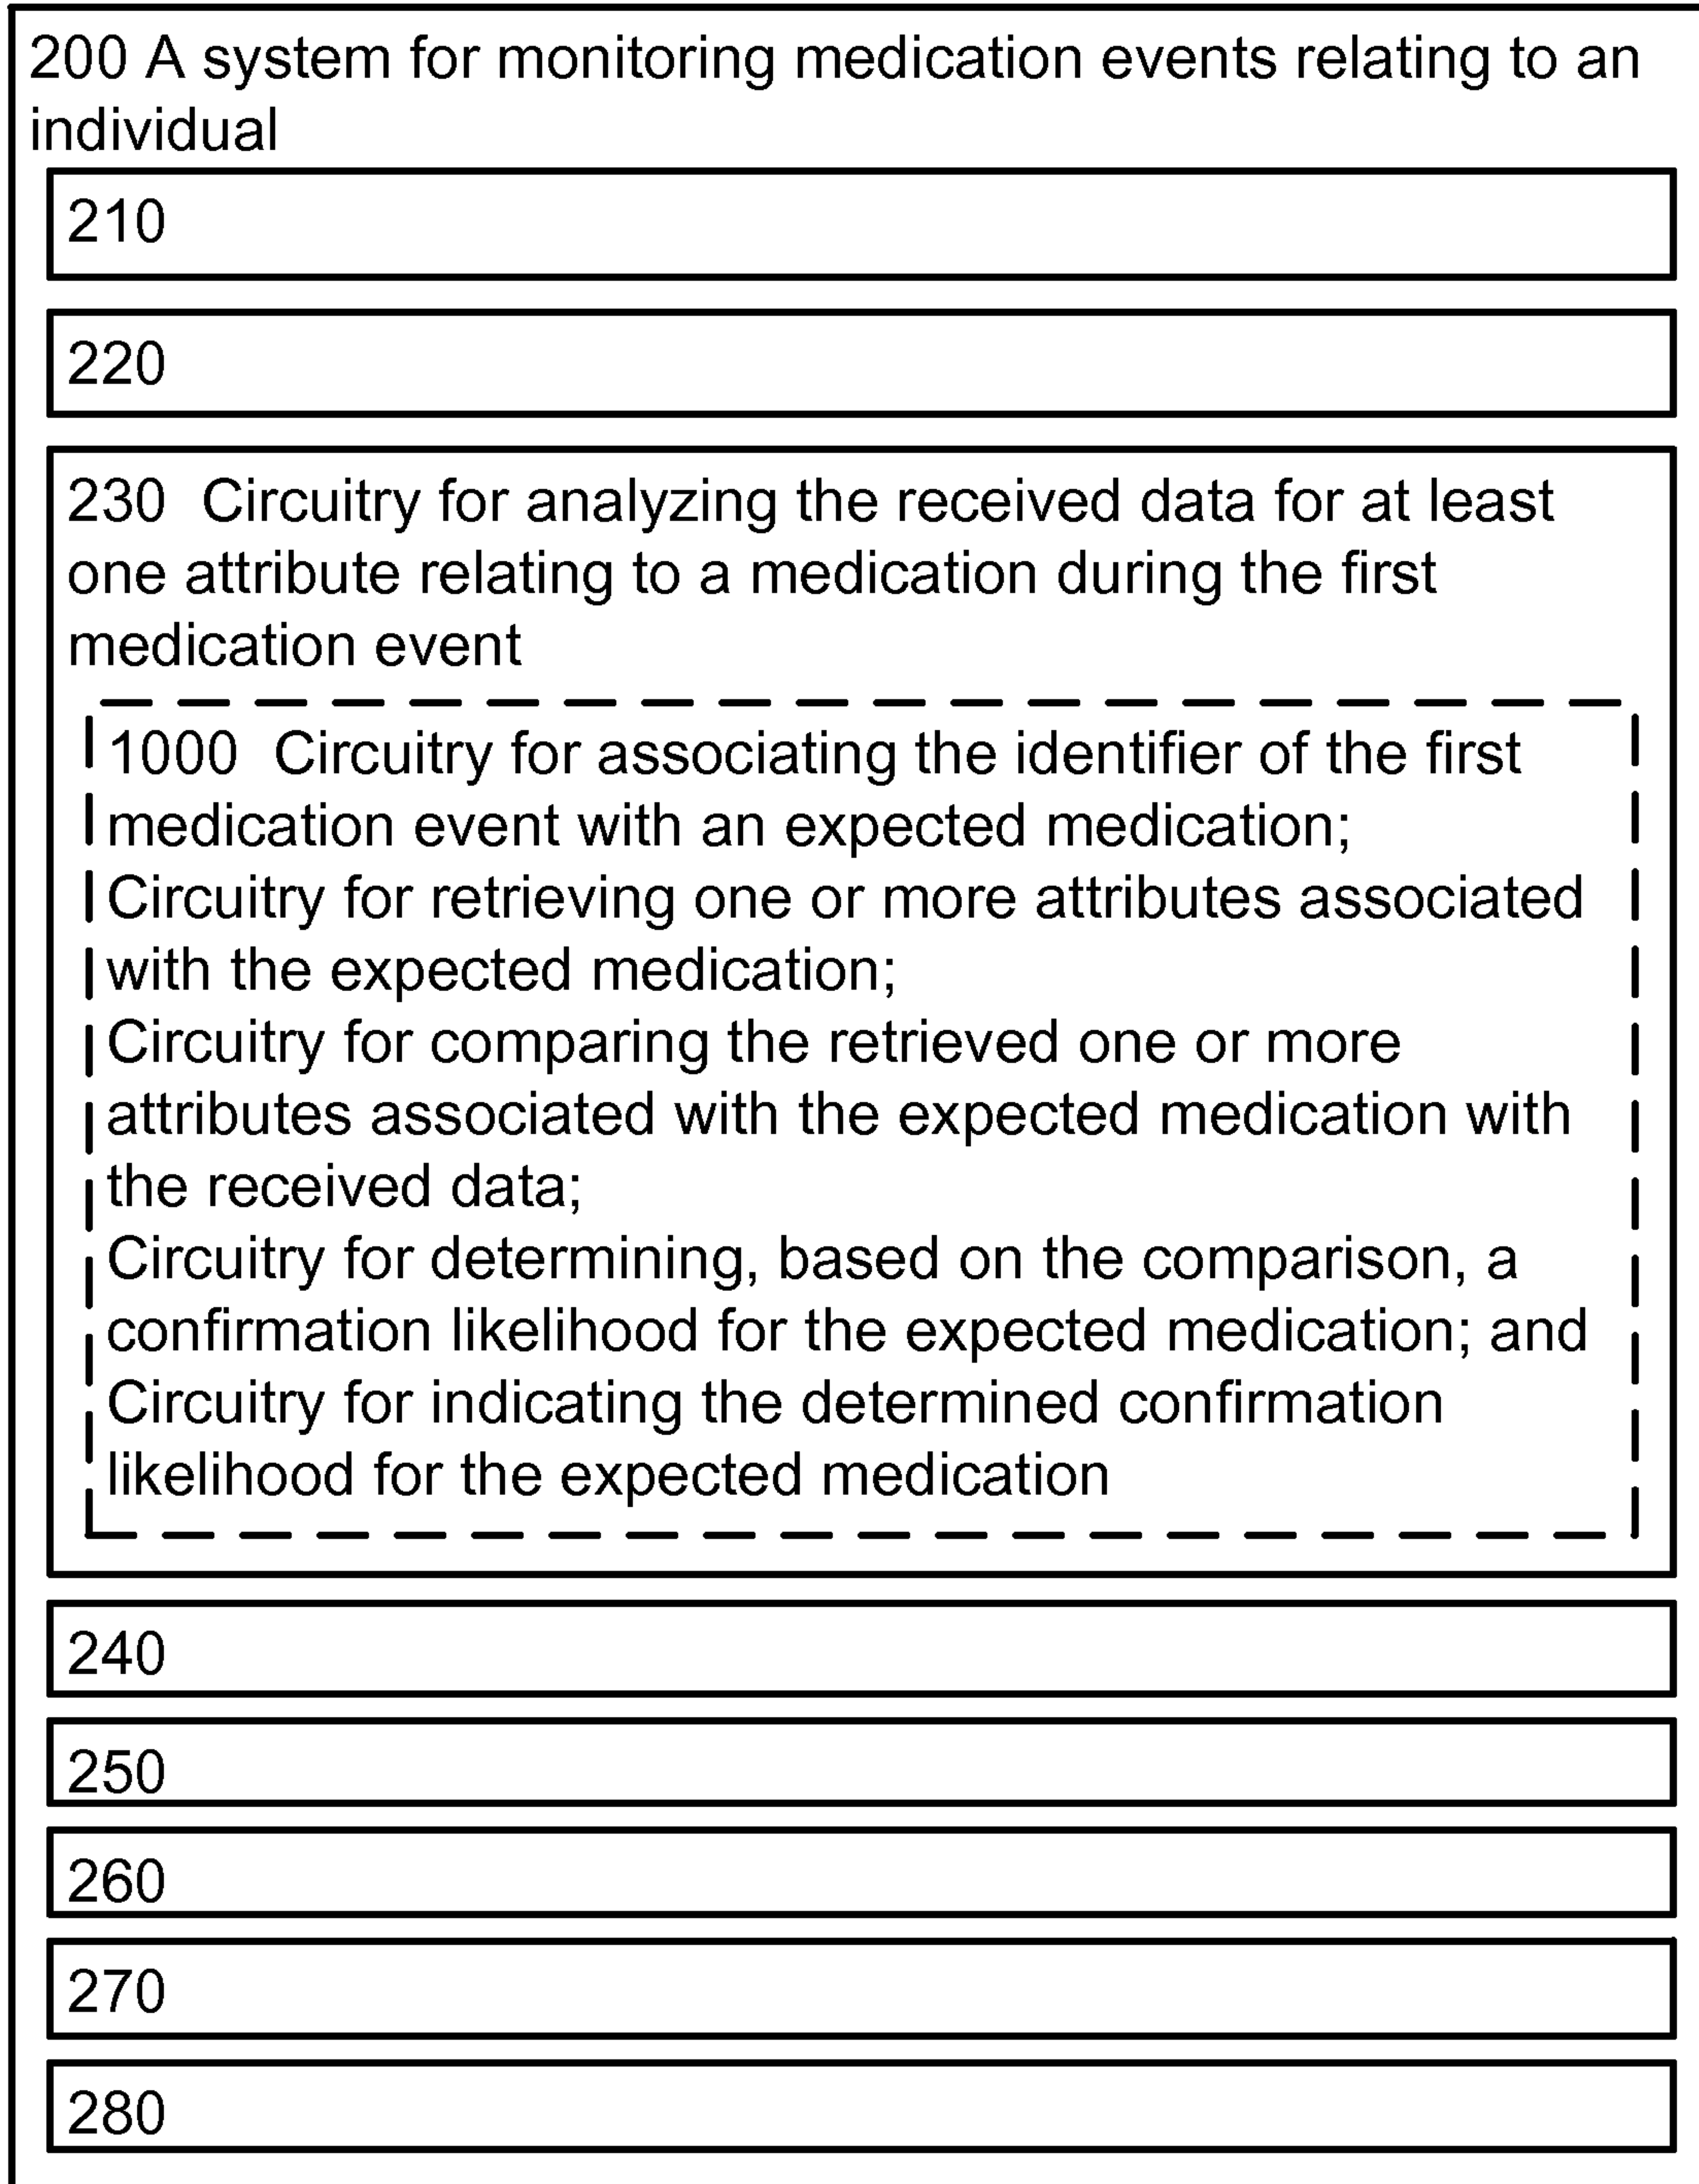 200 A system for monitoring medication events relating to an
individual
210
220
230 Circuitry for analyzing the received data for at least
one attribute relating to a medication during the first
medication event
1000 Circuitry for associating the identifier of the first
medication event with an expected medication;
Circuitry for retrieving one or more attributes associated
with the expected medication;
Circuitry for comparing the retrieved one or more
attributes associated with the expected medication with
the received data;
Circuitry for determining, based on the comparison, a
confirmation likelihood for the expected medication; and
Circuitry for indicating the determined confirmation
likelihood for the expected medication
240
250
260
270
280